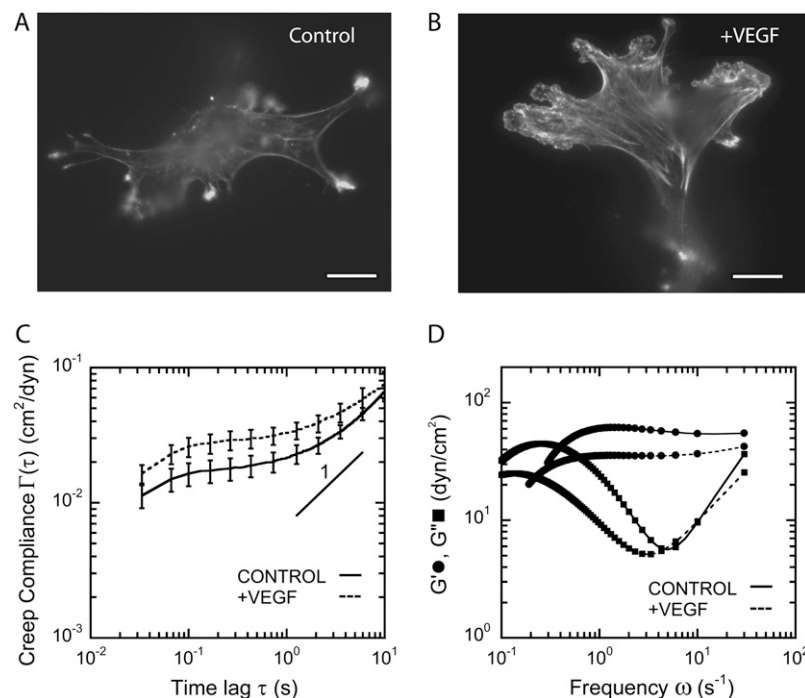 A
Control
B
+VEGF
C
Creep Compliance Γ(τ) (cm²/dyn)
10⁻¹
10⁻²
10⁻³
1
CONTROL
+VEGF
10⁻² 10⁻¹ 10⁰ 10¹
Time lag τ (s)
D
G'●, G"■ (dyn/cm²)
10²
10¹
10⁰
CONTROL
+VEGF
10⁻¹ 10⁰ 10¹ 10²
Frequency ω (s⁻¹)